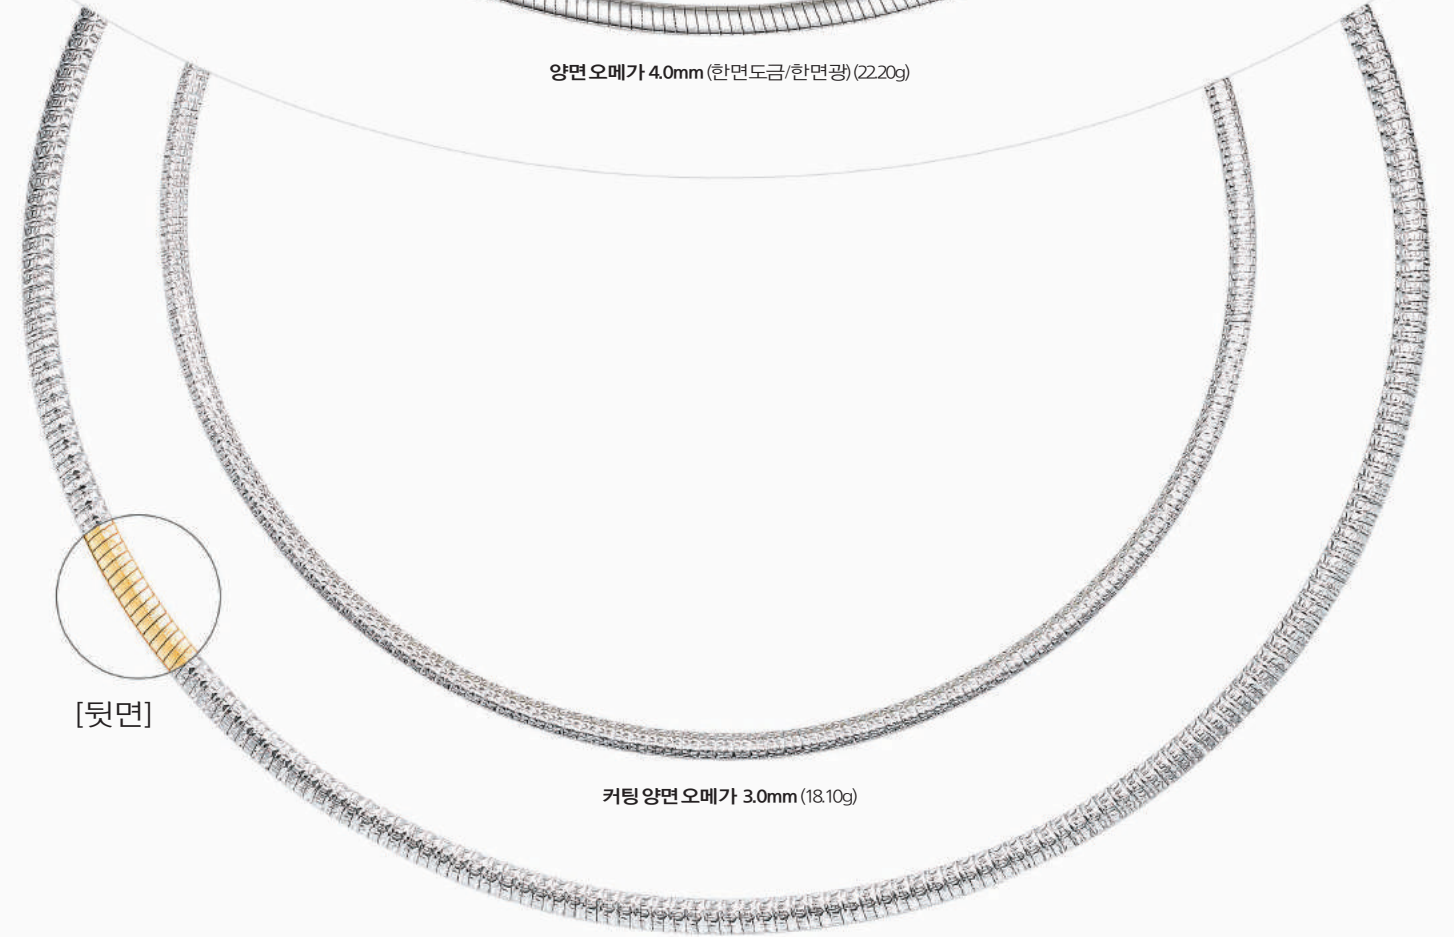 양면 오메가 4.0mm (한면도금/한면광) (22.20g)
[뒷면]
커팅 양면 오메가 3.0mm (18.10g)